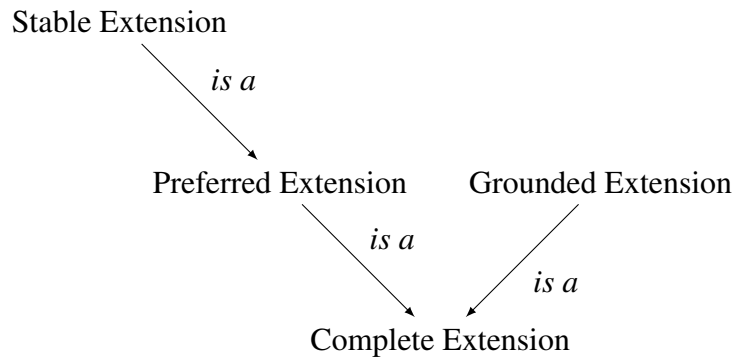 Stable Extension
is a
Preferred Extension
Grounded Extension
is a
is a
Complete Extension